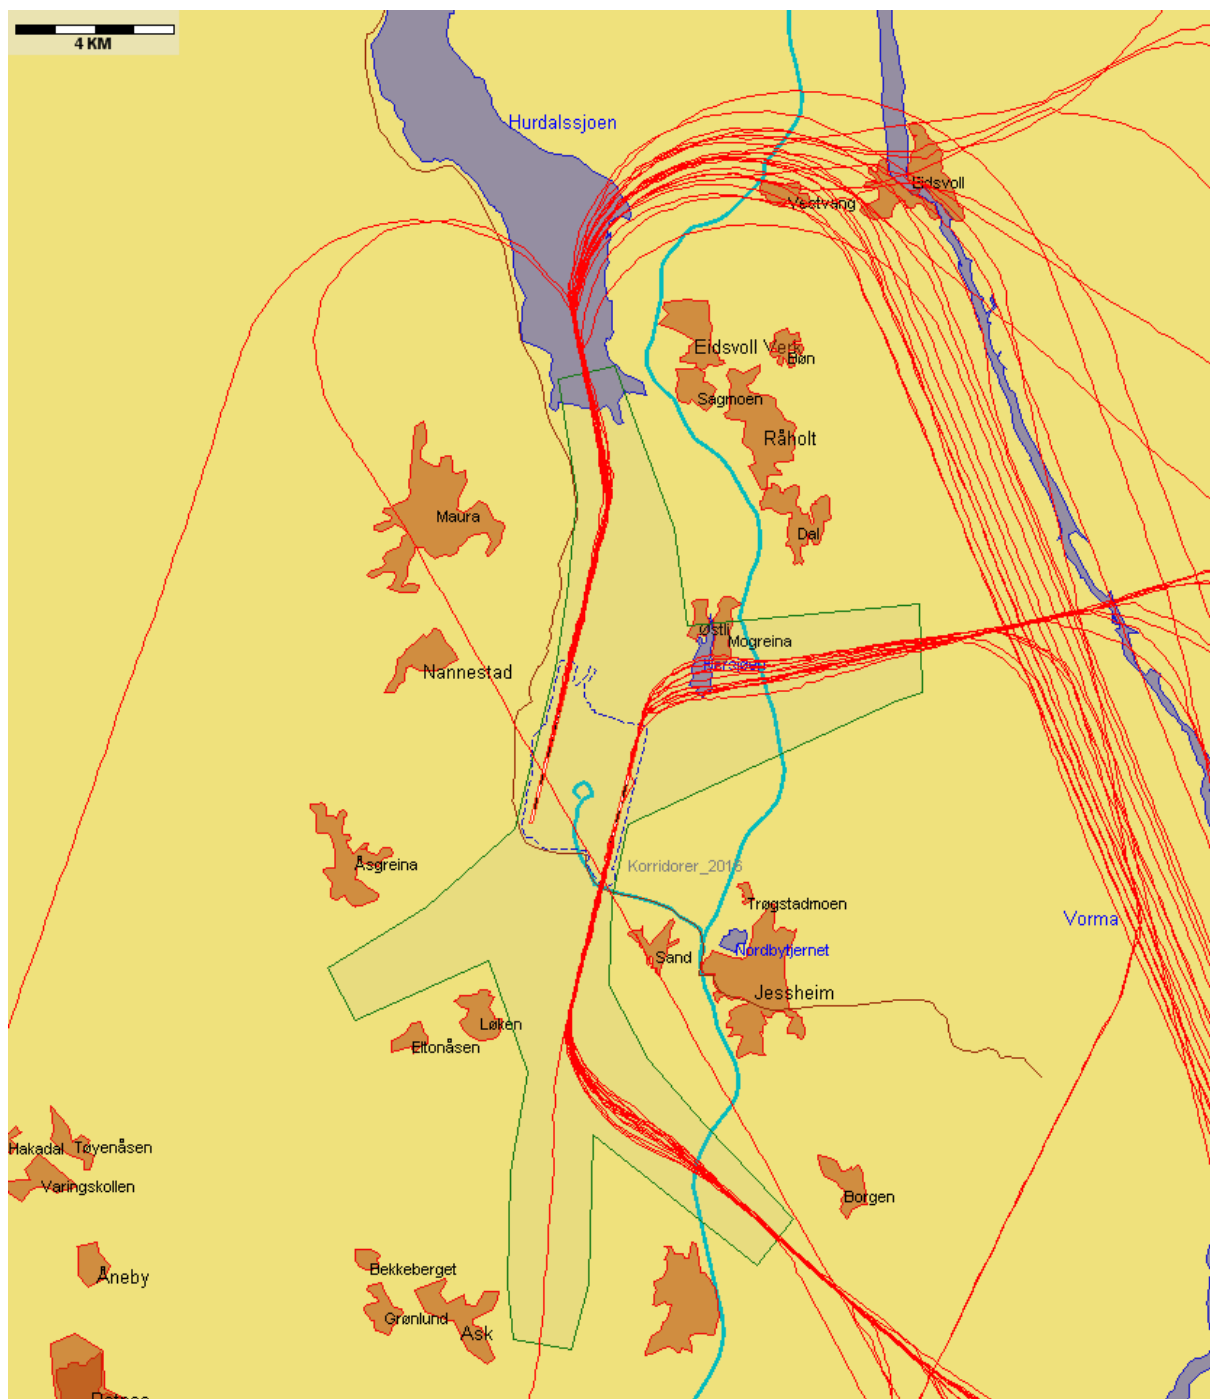 4 KM
Hurdalssjoen
Eidsvoll
Vestvang
Eidsvoll Verk
Bøn
Sagmoen
Råholt
Maura
Dal
Østli
Mogreina
Nannestad
Korridorer_2016
Åsgreina
Trøgstadmoen
Vorma
Nordbytjernet
Sand
Jessheim
Løken
Eltonåsen
Hakadal
Tøyenåsen
Varingskollen
Borgen
Åneby
Bekkeberget
Grønlund
Ask